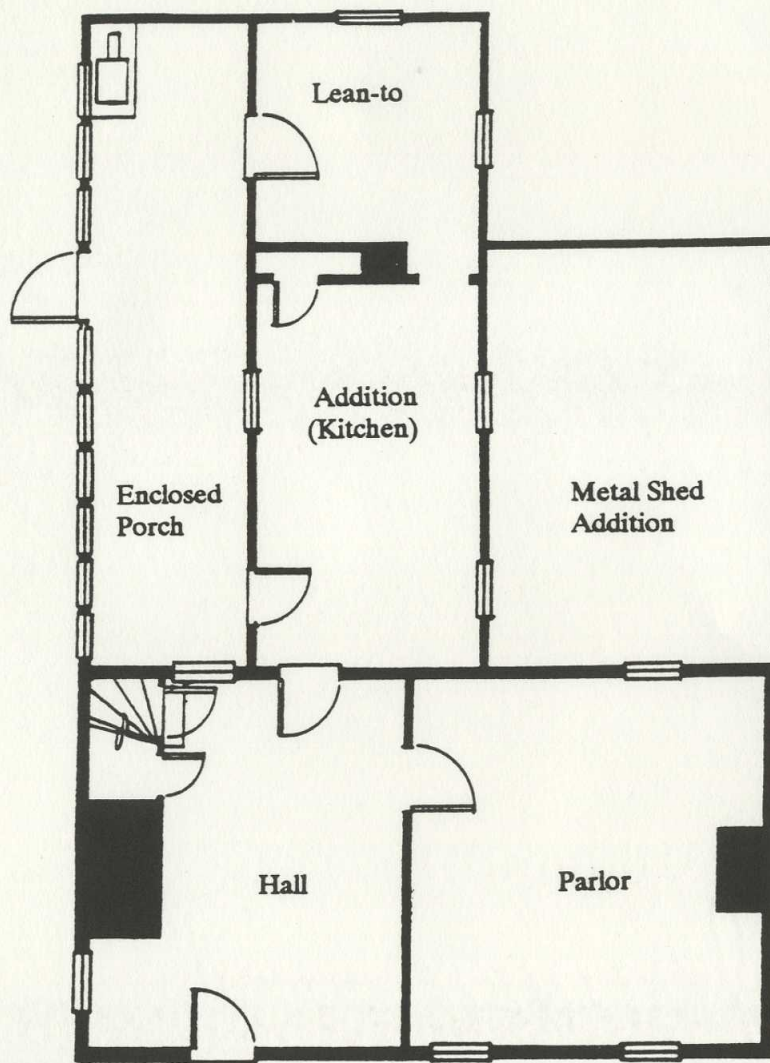 Lean-to
Addition
(Kitchen)
Enclosed
Porch
Metal Shed
Addition
Hall
Parlor